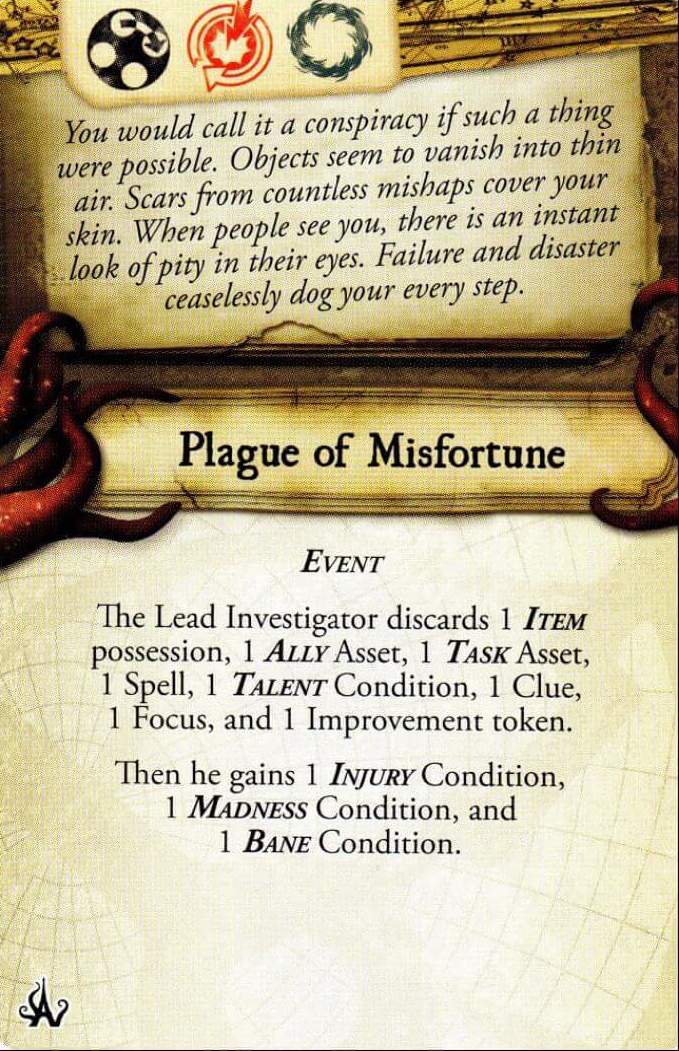 You would call it a conspiracy if such a thing
were possible. Objects seem to vanish into thin
air. Scars from countless mishaps cover your
skin. When people see you, there is an instant
look of pity in their eyes. Failure and disaster
ceaselessly dog your every step.
Plague of Misfortune
EVENT
The Lead Investigator discards 1 ITEM
possession, 1 ALLY Asset, 1 TASK Asset,
1 Spell, 1 TALENT Condition, 1 Clue,
1 Focus, and 1 Improvement token.
Then he gains 1 INJURY Condition,
1 MADNESS Condition, and
1 BANE Condition.